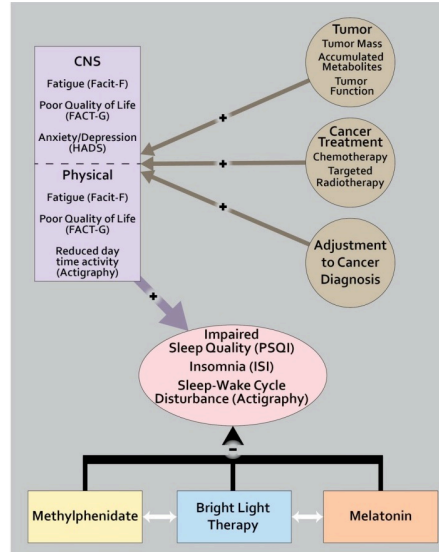 CNS
Fatigue (Facit-F)
Poor Quality of Life
(FACT-G)
Anxiety/Depression
(HADS)
Physical
Fatigue (Facit-F)
Poor Quality of Life
(FACT-G)
Reduced day
time activity
(Actigraphy)
Tumor
Tumor Mass
Accumulated
Metabolites
Tumor
Function
+
Cancer
Treatment
Chemotherapy
Targeted
Radiotherapy
+
Adjustment
to Cancer
Diagnosis
+
+
Impaired
Sleep Quality (PSQI)
Insomnia (ISI)
Sleep-Wake Cycle
Disturbance (Actigraphy)
-
Methylphenidate
Bright Light
Therapy
Melatonin